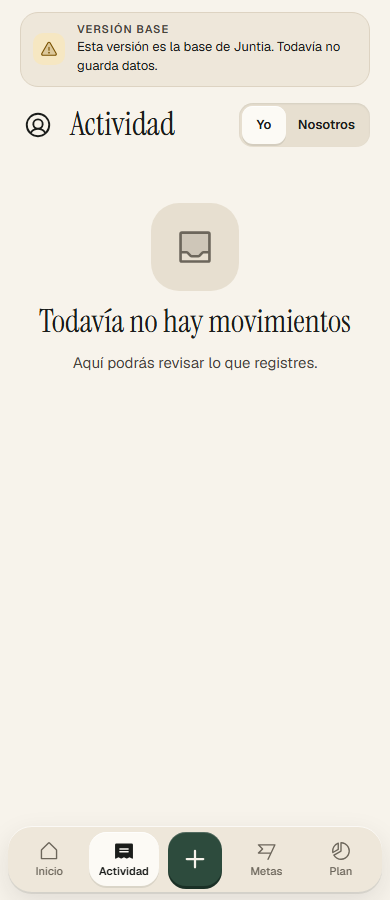 VERSIÓN BASE
Esta versión es la base de Juntia. Todavía no
guarda datos.
Actividad
Yo
Nosotros
Todavía no hay movimientos
Aquí podrás revisar lo que registres.
Inicio
Actividad
Metas
Plan